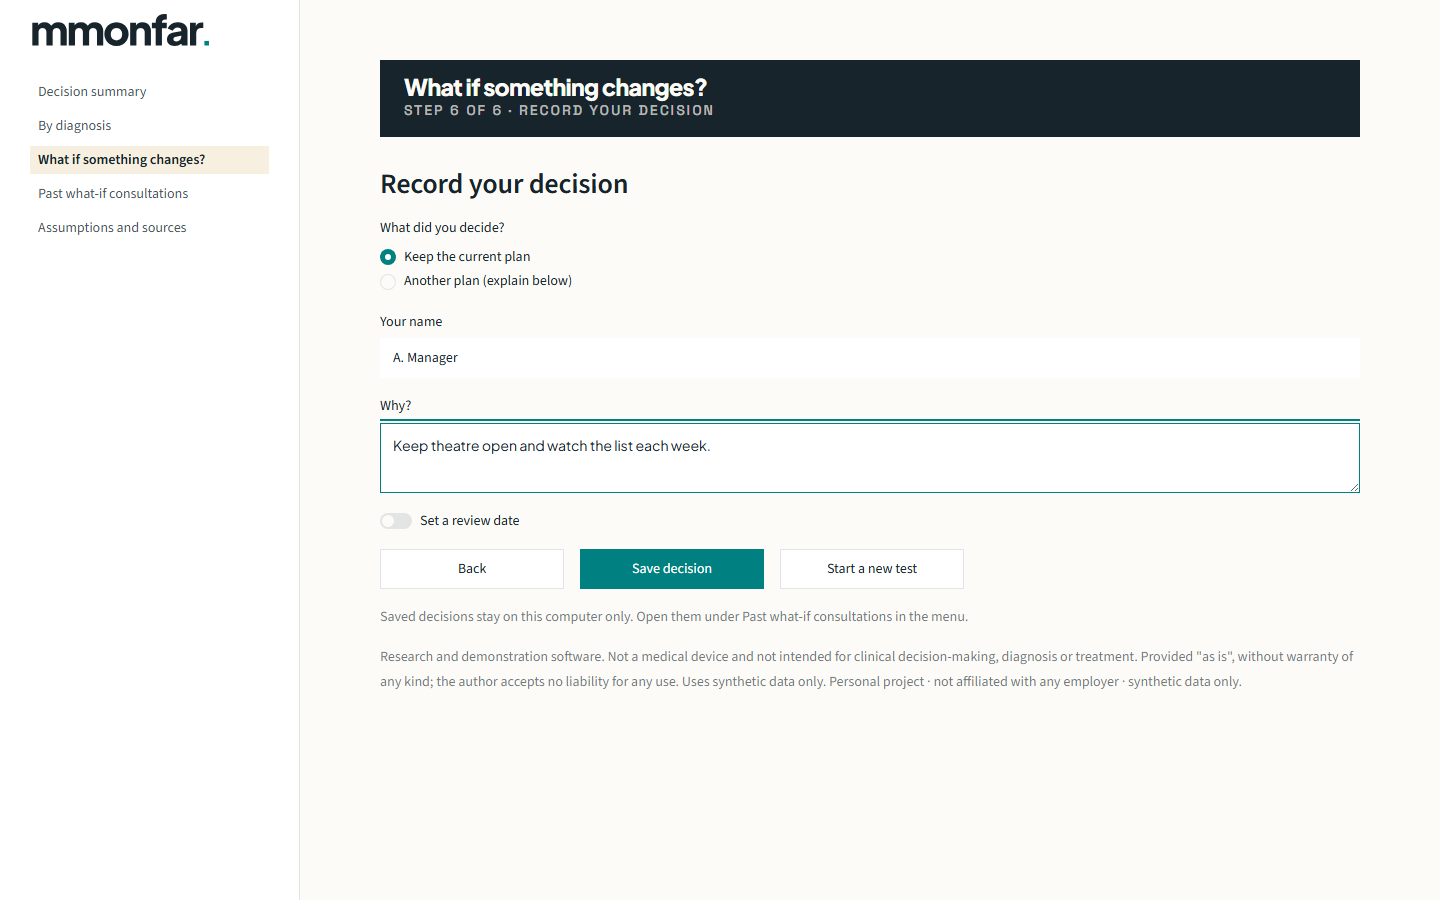 mmonfar.
Decision summary
By diagnosis
What if something changes?
Past what-if consultations
Assumptions and sources
What if something changes?
STEP 6 OF 6 · RECORD YOUR DECISION
Record your decision
What did you decide?
Keep the current plan
Another plan (explain below)
Your name
A. Manager
Why?
Keep theatre open and watch the list each week.
Set a review date
Back
Save decision
Start a new test
Saved decisions stay on this computer only. Open them under Past what-if consultations in the menu.
Research and demonstration software. Not a medical device and not intended for clinical decision-making, diagnosis or treatment. Provided "as is", without warranty of
any kind; the author accepts no liability for any use. Uses synthetic data only. Personal project · not affiliated with any employer · synthetic data only.